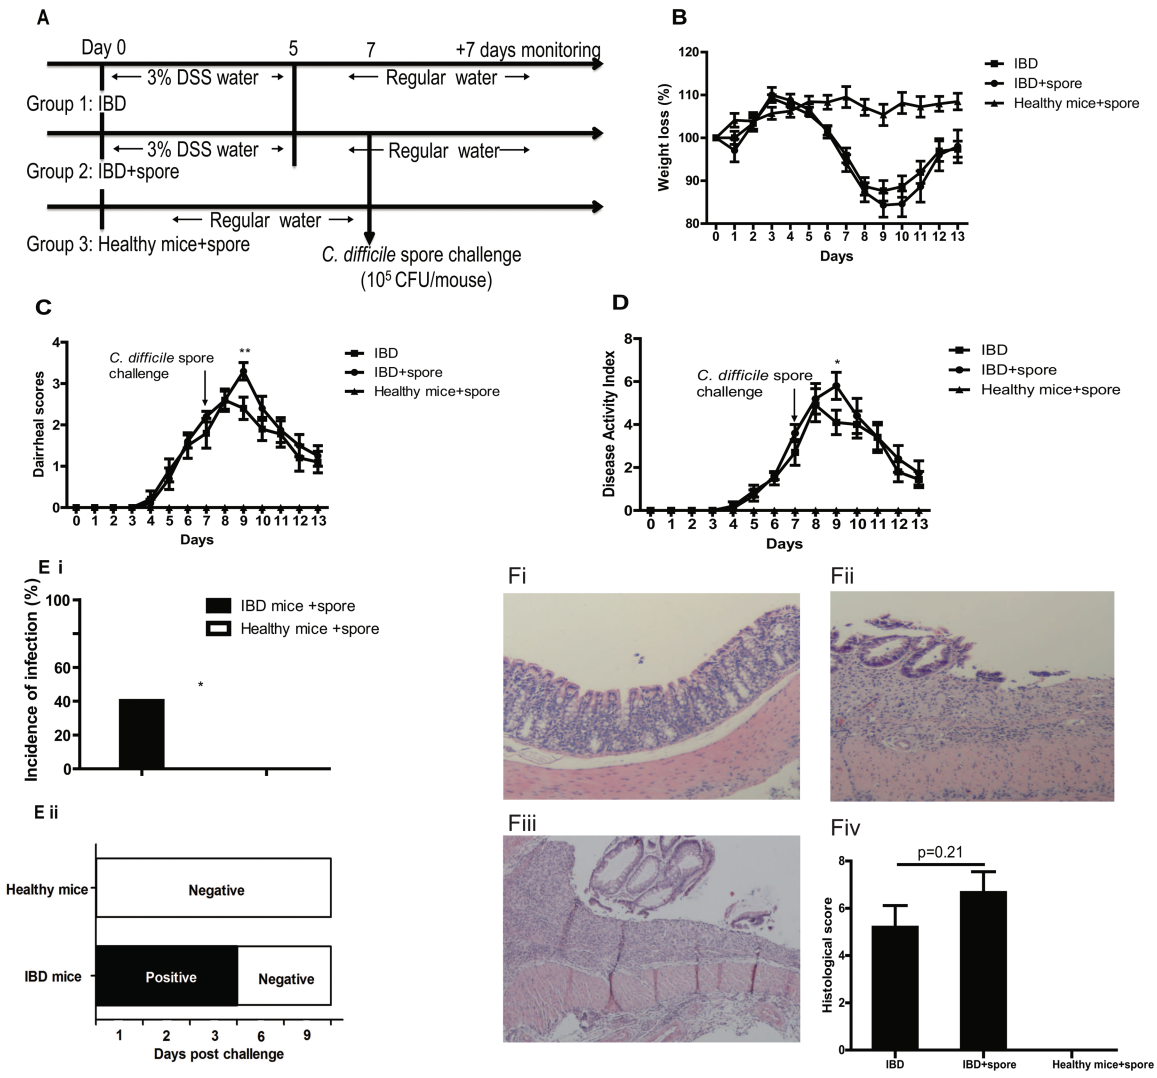 A
Day 0 5 7 +7 days monitoring
3% DSS water Regular water
Group 1: IBD
3% DSS water Regular water
Group 2: IBD+spore
Regular water
Group 3: Healthy mice+spore
C. difficile spore challenge
(10⁵ CFU/mouse)
B
Weight loss (%)
120
110
100
90
80
0 1 2 3 4 5 6 7 8 9 10 11 12 13
Days
IBD
IBD+spore
Healthy mice+spore
C
Dairrheal scores
4
3
2
1
0
C. difficile spore
challenge
**
0 1 2 3 4 5 6 7 8 9 10 11 12 13
Days
IBD
IBD+spore
Healthy mice+spore
D
Disease Activity Index
8
6
4
2
0
C. difficile spore
challenge
*
0 1 2 3 4 5 6 7 8 9 10 11 12 13
Days
IBD
IBD+spore
Healthy mice+spore
E i
Incidence of infection (%)
100
60
40
20
0
*
IBD mice +spore
Healthy mice +spore
E ii
Healthy mice
Negative
IBD mice
Positive Negative
1 2 3 6 9
Days post challenge
Fi
Fii
Fiii
Fiv
Histological score
8
6
4
2
0
p=0.21
IBD IBD+spore Healthy mice+spore